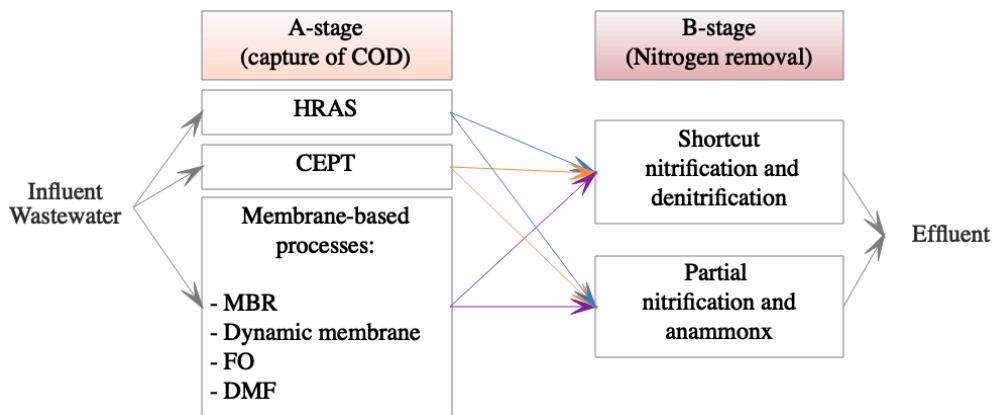 A-stage
(capture of COD)
B-stage
(Nitrogen removal)
HRAS
CEPT
Membrane-based
processes:
- MBR
- Dynamic membrane
- FO
- DMF
Influent
Wastewater
Shortcut
nitrification and
denitrification
Partial
nitrification and
anammonx
Effluent